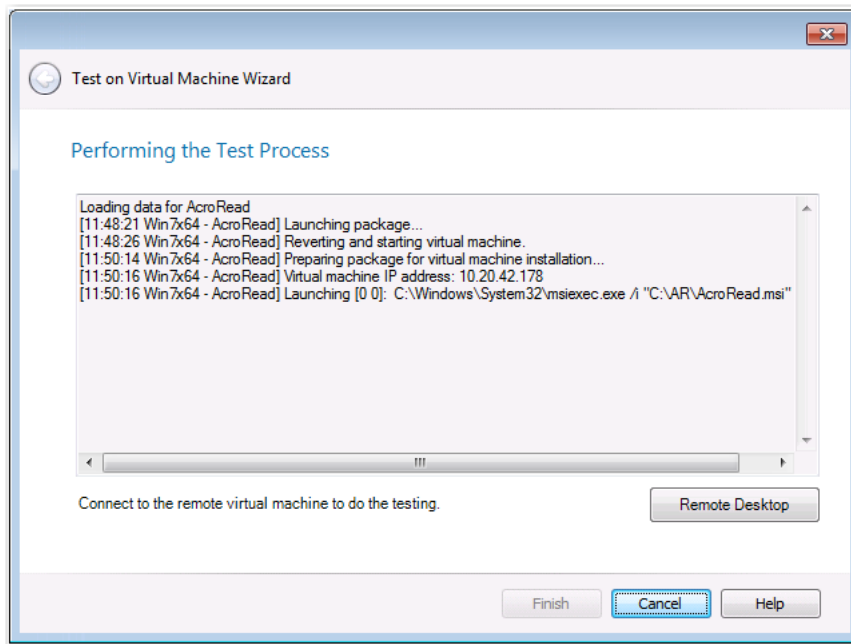 Test on Virtual Machine Wizard
Performing the Test Process
Loading data for AcroRead
[11:48:21 Win7x64 - AcroRead] Launching package...
[11:48:26 Win7x64 - AcroRead] Reverting and starting virtual machine.
[11:50:14 Win7x64 - AcroRead] Preparing package for virtual machine installation...
[11:50:16 Win7x64 - AcroRead] Virtual machine IP address: 10.20.42.178
[11:50:16 Win7x64 - AcroRead] Launching [0 0]:  C:\Windows\System32\msiexec.exe /i "C:\AR\AcroRead.msi"
Connect to the remote virtual machine to do the testing.
Remote Desktop
Finish
Cancel
Help